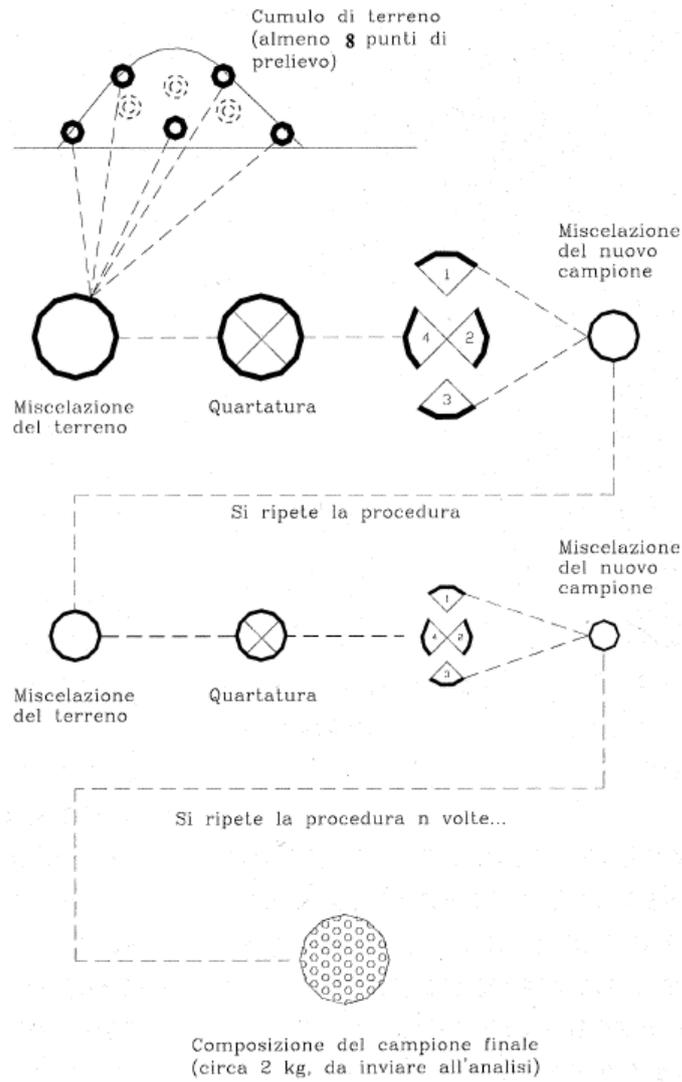 Cumulo di terreno
(almeno 8 punti di
prelievo)
Miscelazione
del nuovo
campione
1
4
2
3
Miscelazione
del terreno
Quartatura
Si ripete la procedura
Miscelazione
del nuovo
campione
1
4
2
3
Miscelazione
del terreno
Quartatura
Si ripete la procedura n volte...
Composizione del campione finale
(circa 2 kg, da inviare all'analisi)